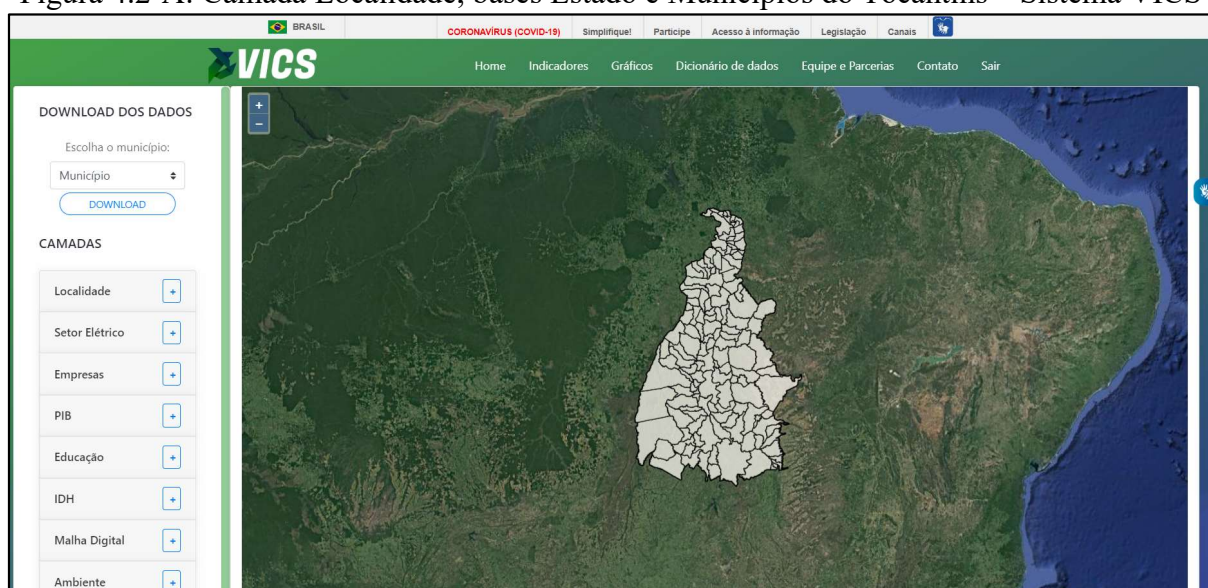 Figura 4.2-A: Camada Localidade, bases Estado e Municípios do Tocantins – Sistema VICS
BRASIL CORONAVÍRUS (COVID-19) Simplifique! Participe Acesso à informação Legislação Canais
VICS Home Indicadores Gráficos Dicionário de dados Equipe e Parcerias Contato Sair
DOWNLOAD DOS DADOS
Escolha o município:
Município
DOWNLOAD
CAMADAS
Localidade +
Setor Elétrico +
Empresas +
PIB +
Educação +
IDH +
Malha Digital +
Ambiente +
+
−